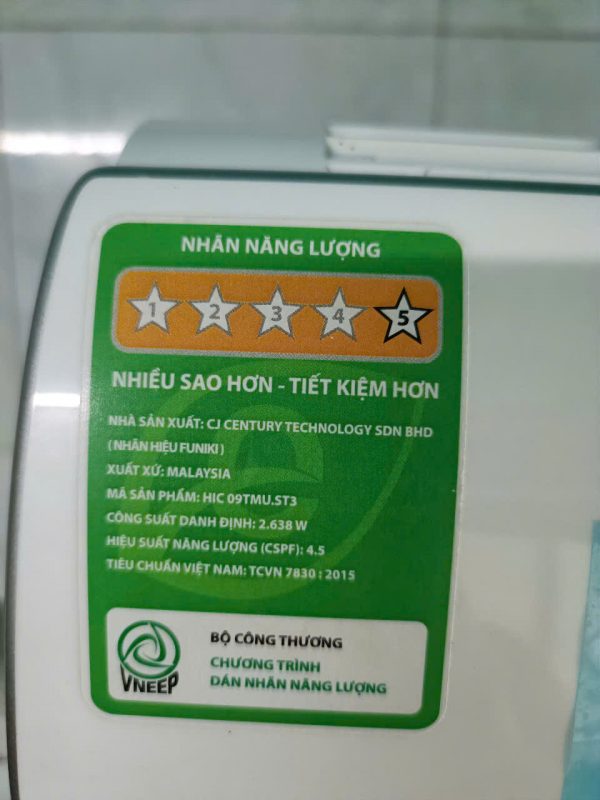 NHÃN NĂNG LƯỢNG
1 2 3 4 5
NHIỀU SAO HƠN - TIẾT KIỆM HƠN
NHÀ SẢN XUẤT: CJ CENTURY TECHNOLOGY SDN BHD
( NHÃN HIỆU FUNIKI )
XUẤT XỨ: MALAYSIA
MÃ SẢN PHẨM: HIC 09TMU.ST3
CÔNG SUẤT DANH ĐỊNH: 2.638 W
HIỆU SUẤT NĂNG LƯỢNG (CSPF): 4.5
TIÊU CHUẨN VIỆT NAM: TCVN 7830 : 2015
BỘ CÔNG THƯƠNG
CHƯƠNG TRÌNH
DÁN NHÃN NĂNG LƯỢNG
VNEEP